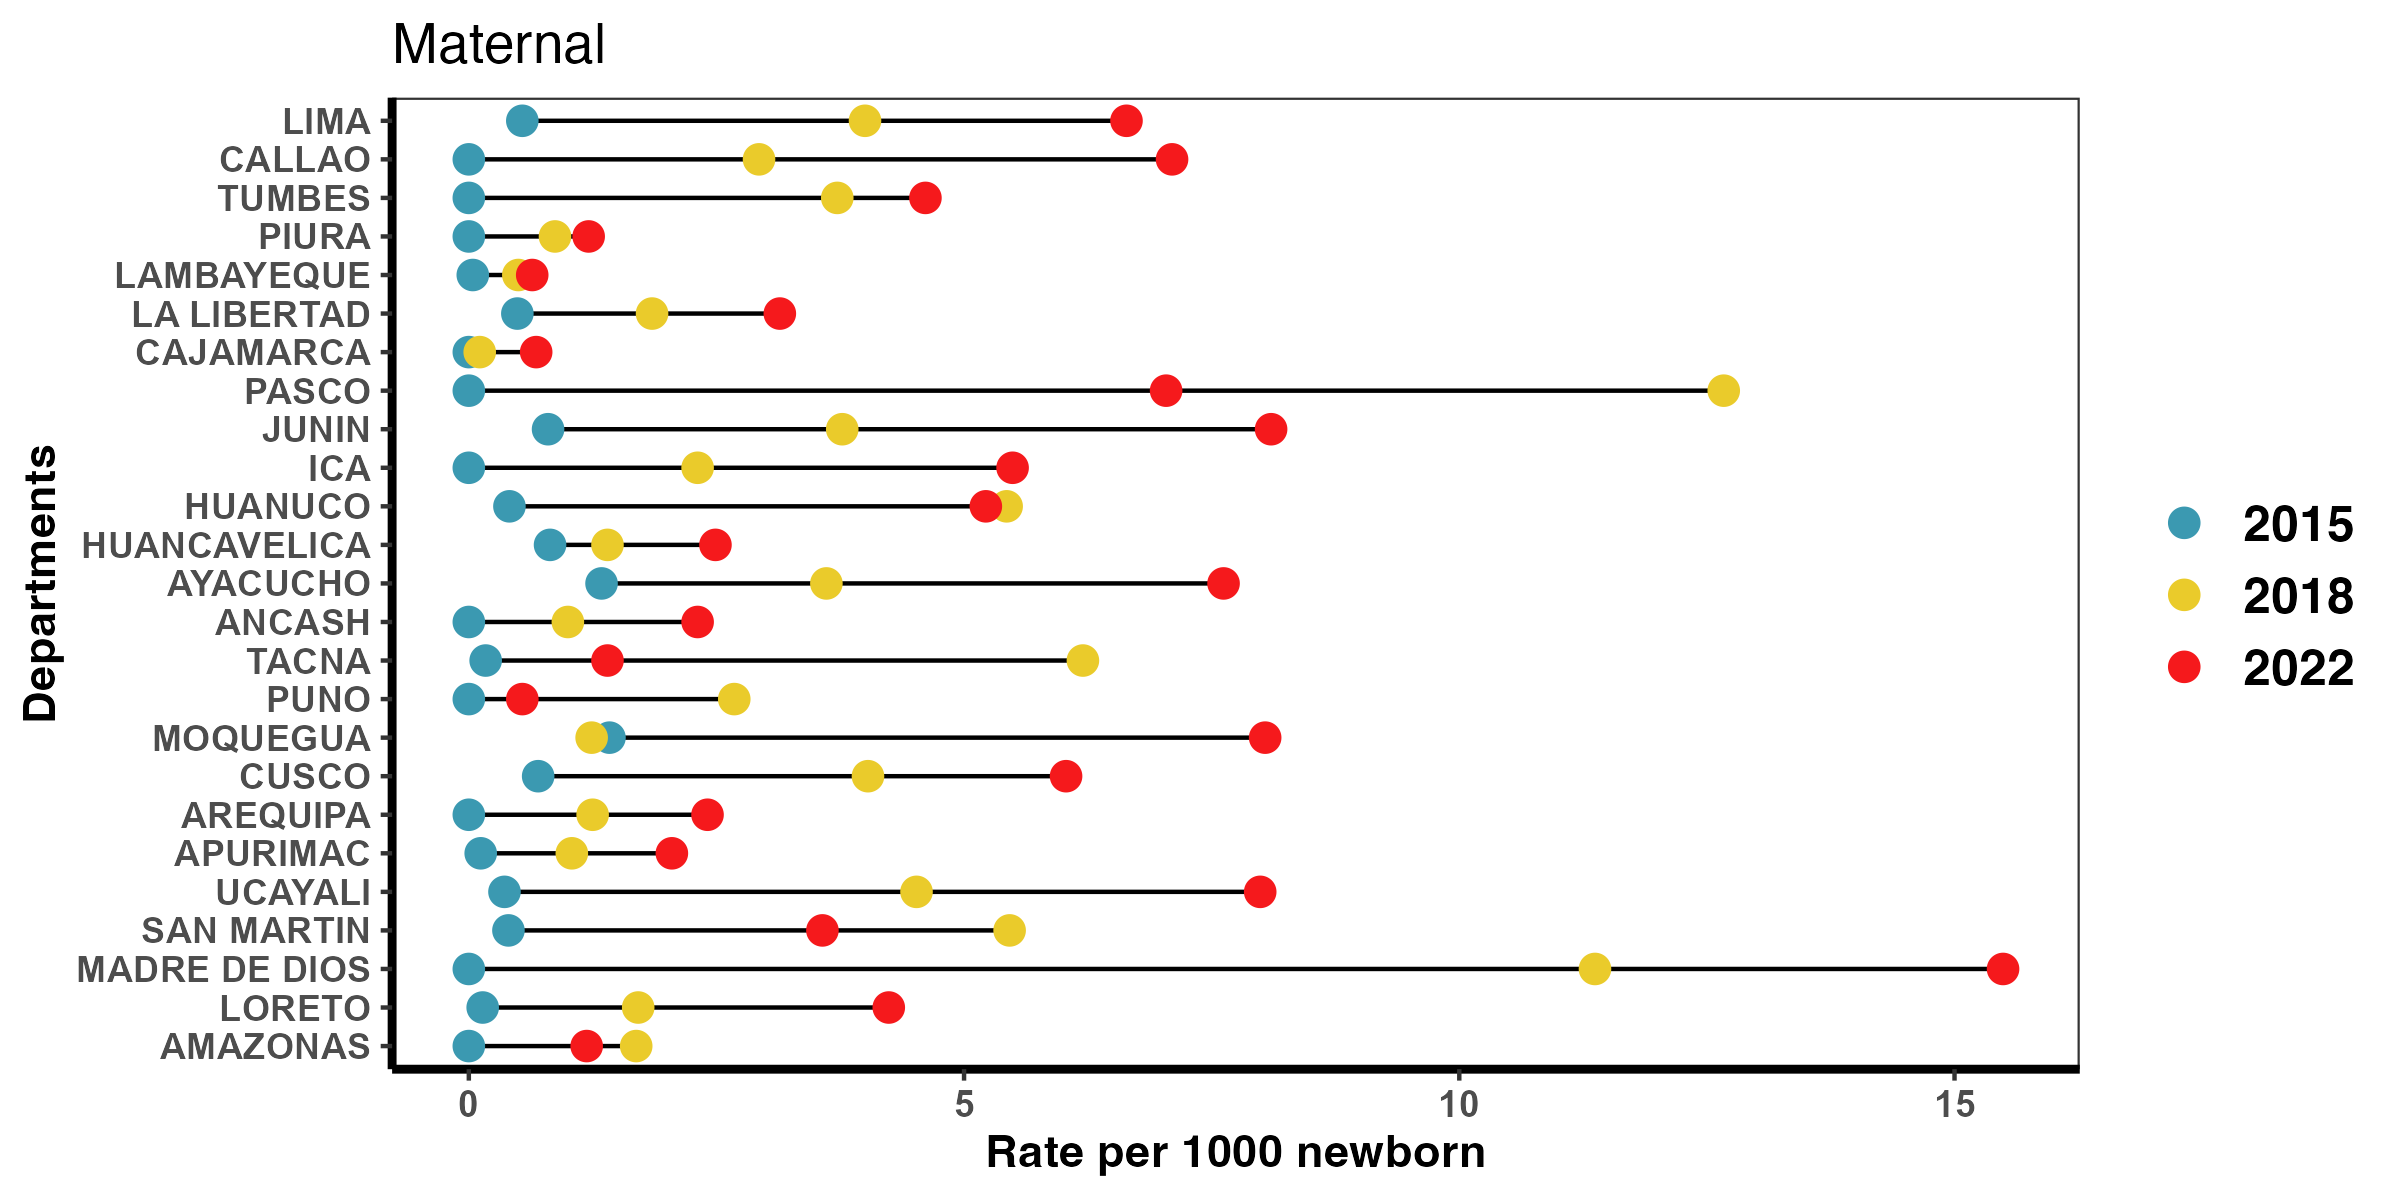 Maternal
LIMA
CALLAO
TUMBES
PIURA
LAMBAYEQUE
LA LIBERTAD
CAJAMARCA
PASCO
JUNIN
ICA
HUANUCO
HUANCAVELICA
AYACUCHO
ANCASH
TACNA
PUNO
MOQUEGUA
CUSCO
AREQUIPA
APURIMAC
UCAYALI
SAN MARTIN
MADRE DE DIOS
LORETO
AMAZONAS
Departments
0 5 10 15
Rate per 1000 newborn
2015
2018
2022